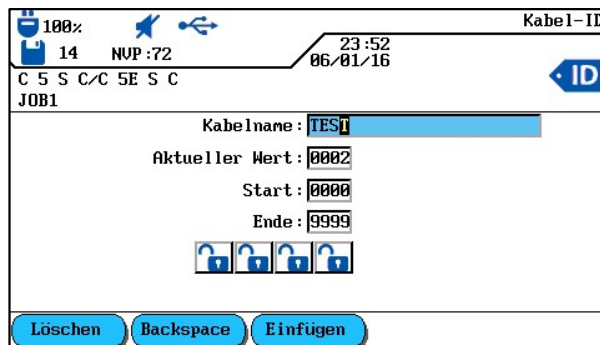 100% Kabel-ID
14 NVP:72 23:52
06/01/16
C 5 S C/C 5E S C
JOB1
ID
Kabelname: TEST
Aktueller Wert: 0002
Start: 0000
Ende: 9999
Löschen Backspace Einfügen